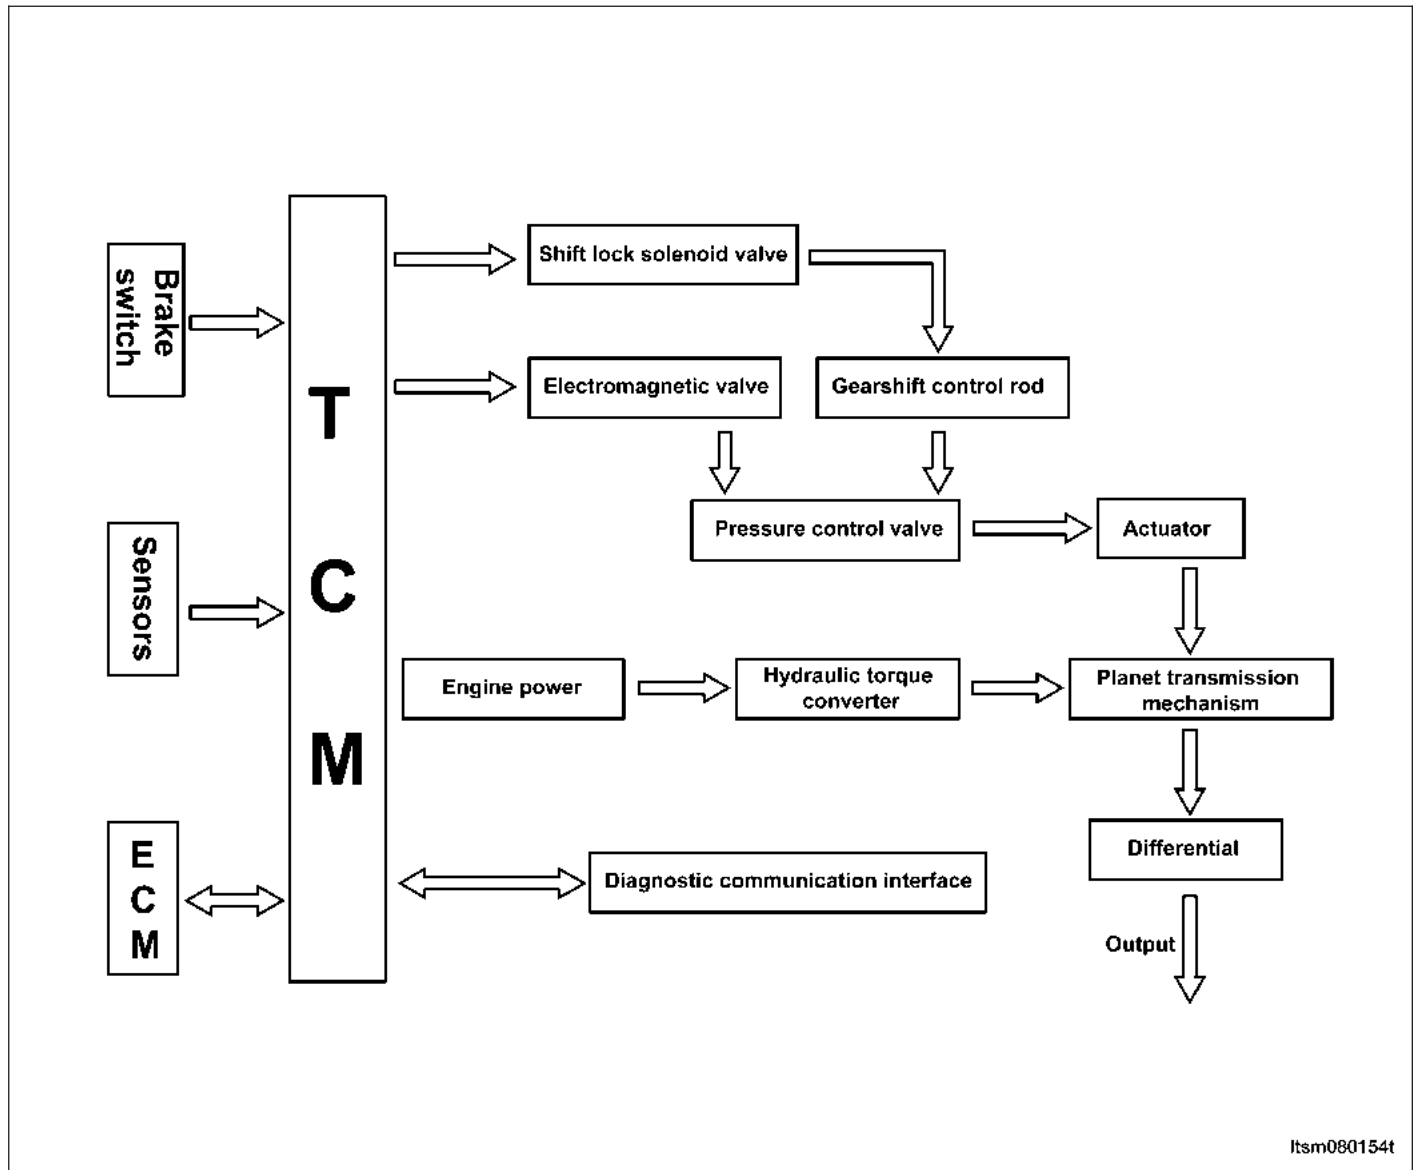 Brake
switch
Sensors
E
C
M
T
C
M
Shift lock solenoid valve
Electromagnetic valve
Gearshift control rod
Pressure control valve
Actuator
Engine power
Hydraulic torque
converter
Planet transmission
mechanism
Differential
Diagnostic communication interface
Output
ltsm080154t